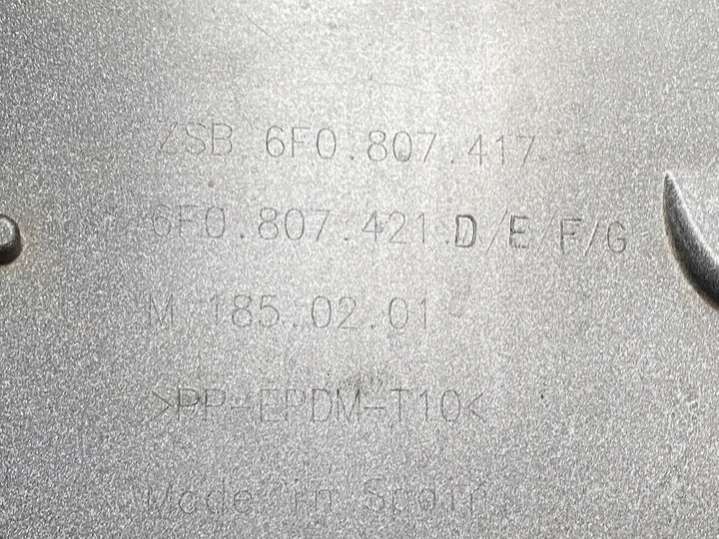 ZSB 6F0.807.417
6F0.807.421.D/E/F/G
M 185.02.01
>PP-EPDM-T10<
Made in Spain